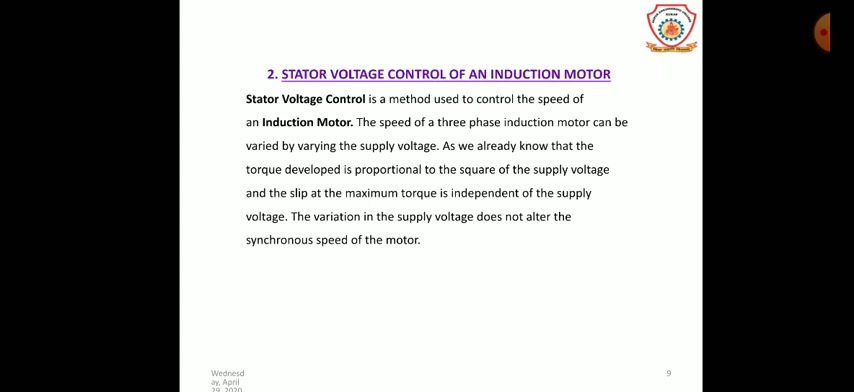 2. STATOR VOLTAGE CONTROL OF AN INDUCTION MOTOR
Stator Voltage Control is a method used to control the speed of
an Induction Motor. The speed of a three phase induction motor can be
varied by varying the supply voltage. As we already know that the
torque developed is proportional to the square of the supply voltage
and the slip at the maximum torque is independent of the supply
voltage. The variation in the supply voltage does not alter the
synchronous speed of the motor.
Wednesd
ay, April
29, 2020
9